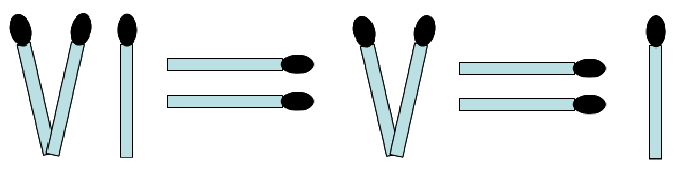 VI = V = I